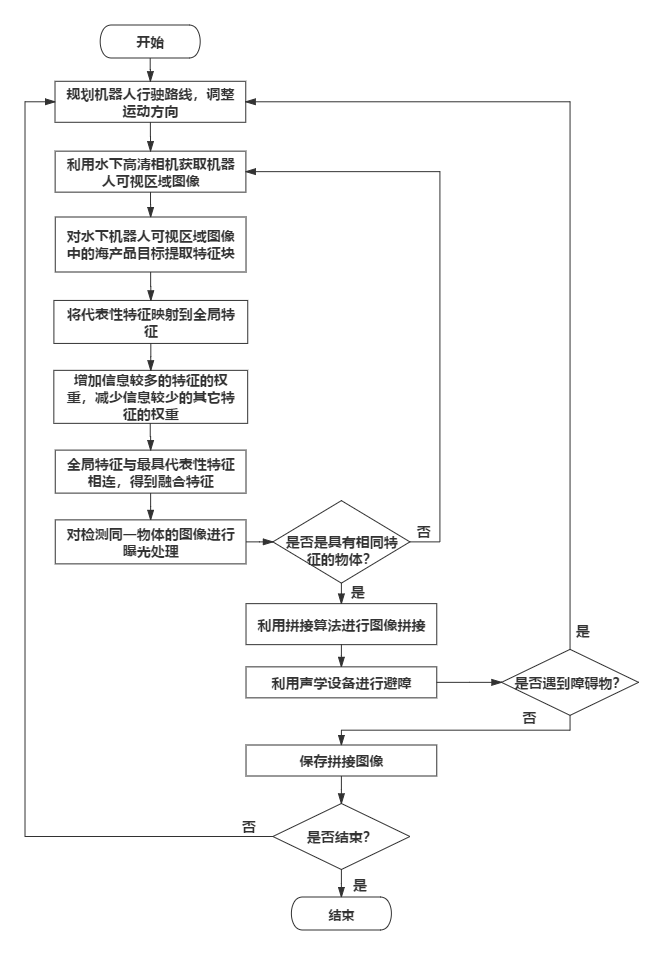 开始
规划机器人行驶路线，调整
运动方向
利用水下高清相机获取机器
人可视区域图像
对水下机器人可视区域图像
中的海产品目标提取特征块
将代表性特征映射到全局特
征
增加信息较多的特征的权
重，减少信息较少的其它特
征的权重
全局特征与最具代表性特征
相连，得到融合特征
对检测同一物体的图像进行
曝光处理
是否是具有相同特
征的物体？
否
是
利用拼接算法进行图像拼接
利用声学设备进行避障
是否遇到障碍物？
是
否
保存拼接图像
是否结束？
否
是
结束